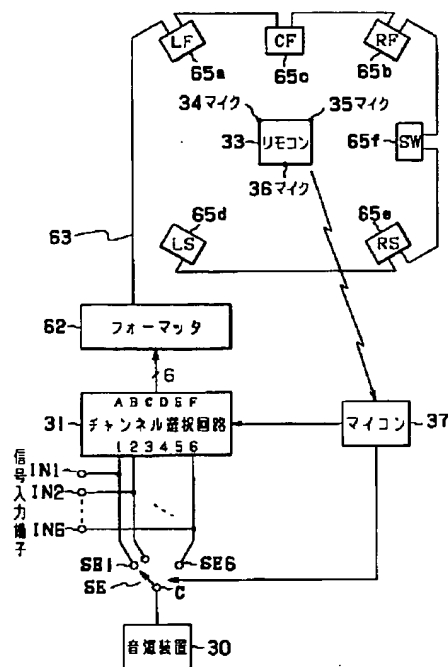 LF
CF
RF
65a
65c
65b
34マイク
35マイク
33
リモコン
65f
SW
36マイク
65d
65e
LS
RS
63
62
フォーマッタ
6
A B C D E F
31
チャンネル選択回路
マイコン
37
1 2 3 4 5 6
信号入力端子
IN1
IN2
IN6
SE1
SE6
SE
C
音源装置
30